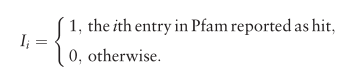 I_i = { 1, the ith entry in Pfam reported as hit,
0, otherwise.